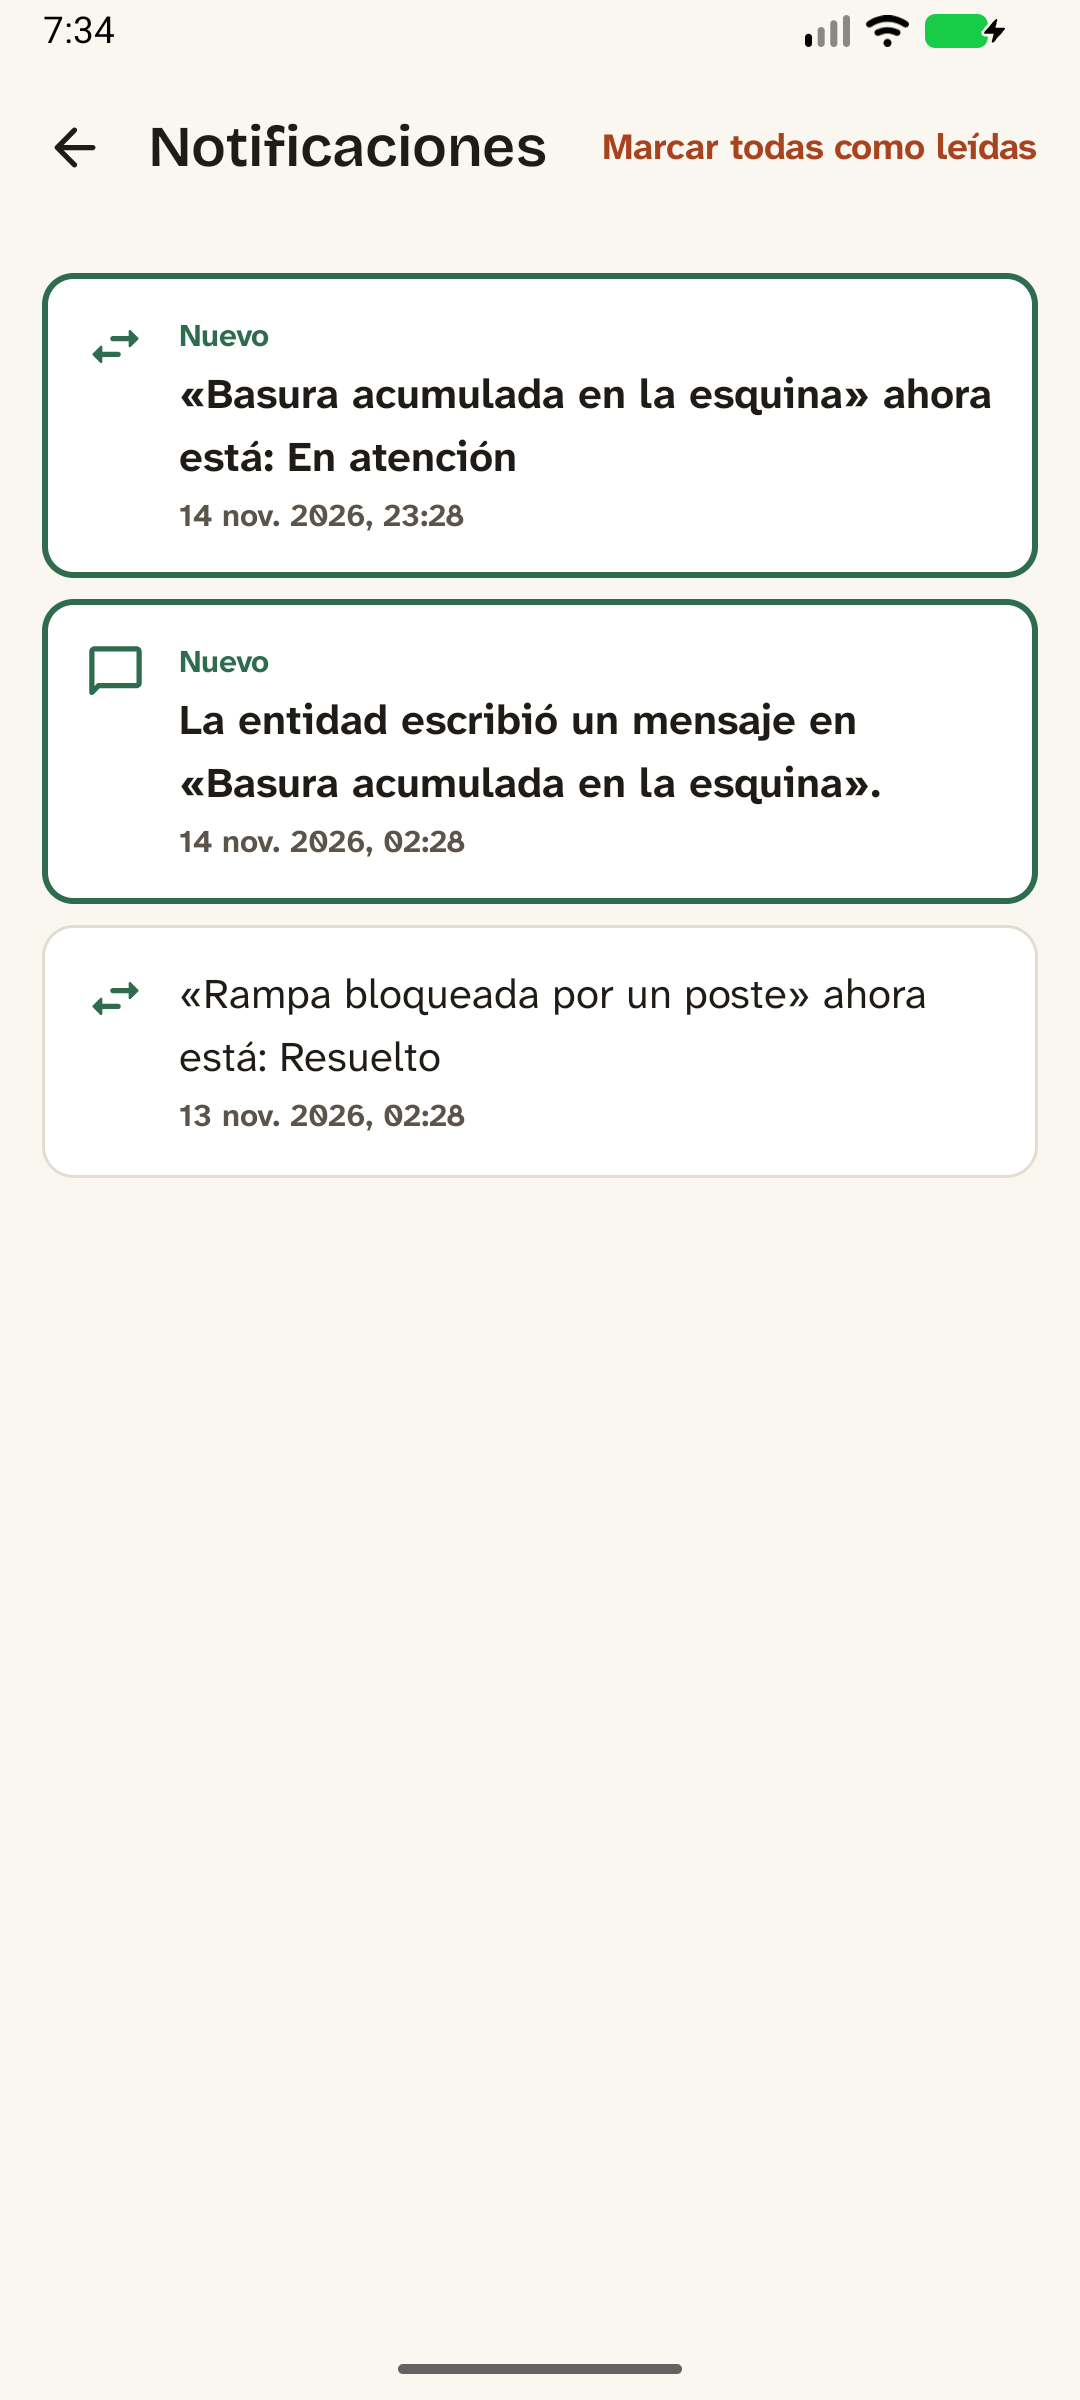 7:34
Notificaciones
Marcar todas como leídas
Nuevo
«Basura acumulada en la esquina» ahora
está: En atención
14 nov. 2026, 23:28
Nuevo
La entidad escribió un mensaje en
«Basura acumulada en la esquina».
14 nov. 2026, 02:28
«Rampa bloqueada por un poste» ahora
está: Resuelto
13 nov. 2026, 02:28